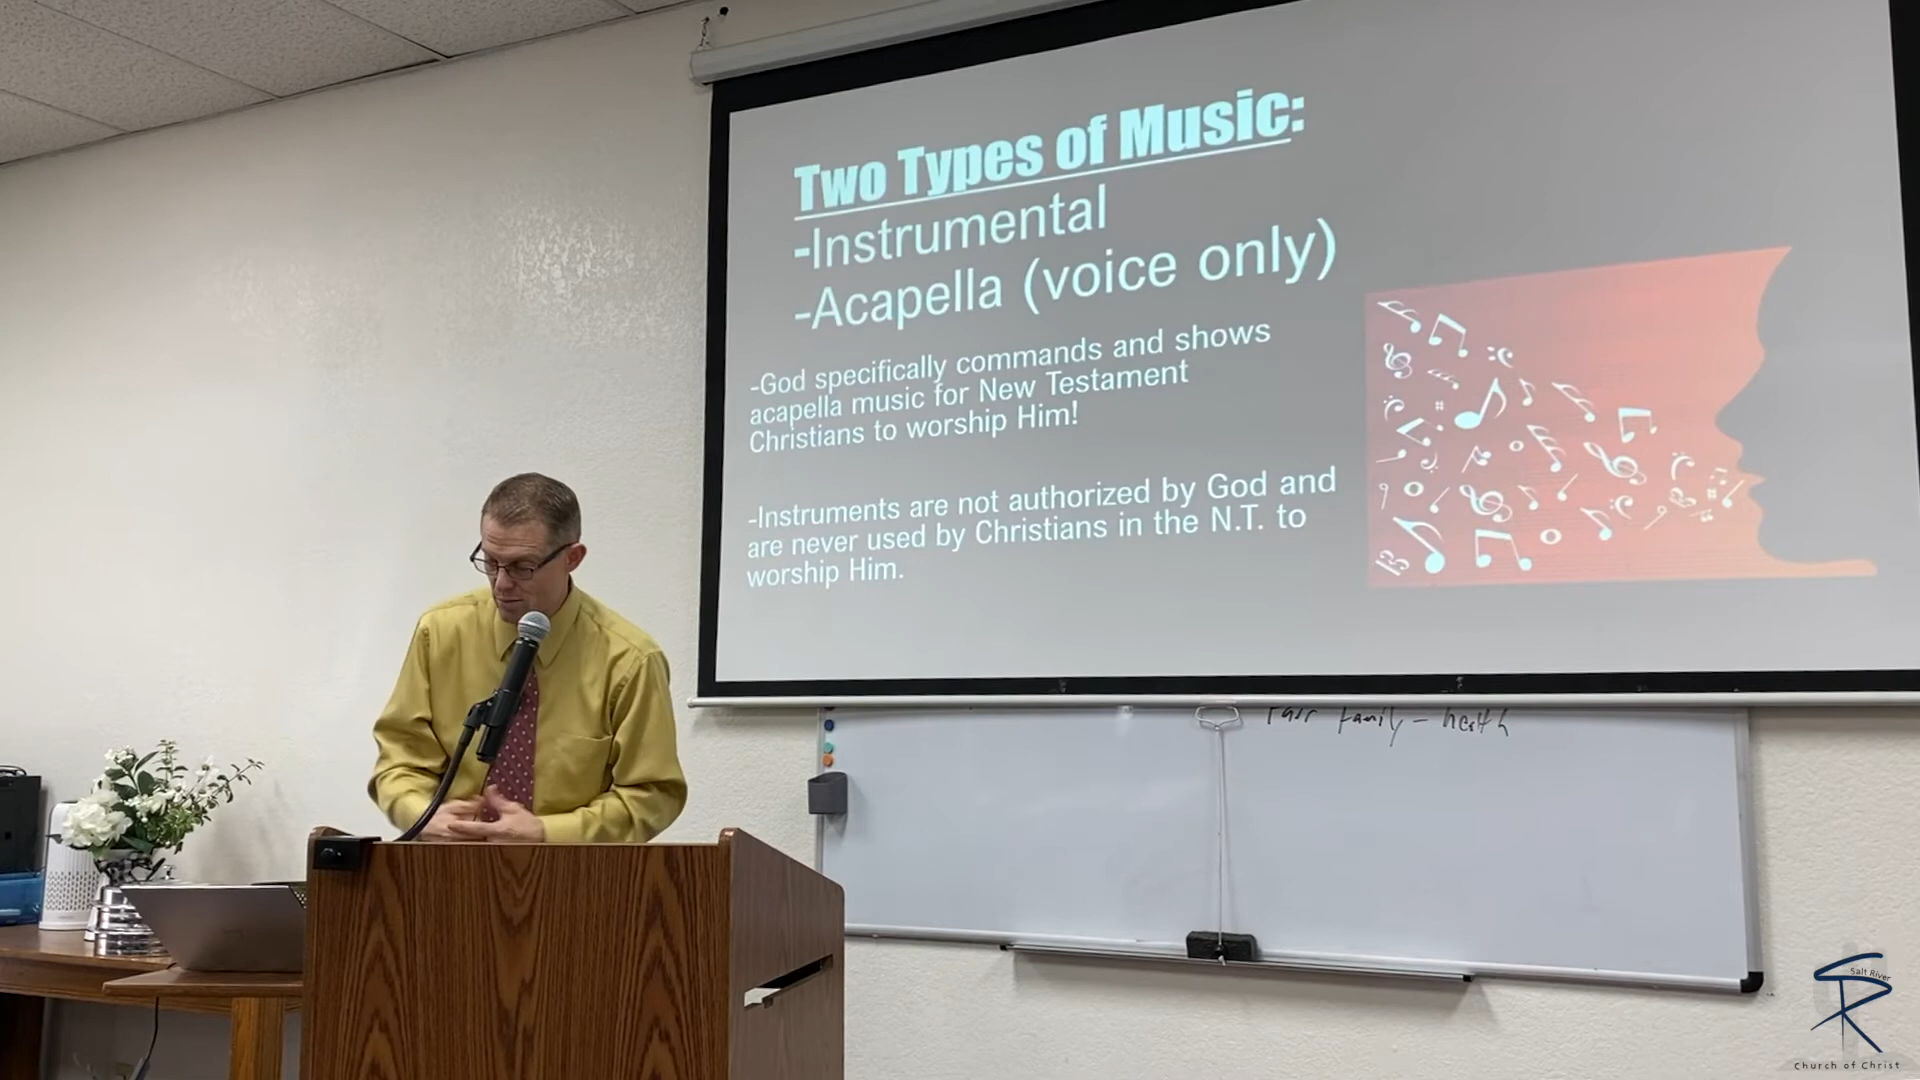 Two Types of Music:
-Instrumental
-Acapella (voice only)
-God specifically commands and shows
acapella music for New Testament
Christians to worship Him!
-Instruments are not authorized by God and
are never used by Christians in the N.T. to
worship Him.
family - health
Salt River
Church of Christ